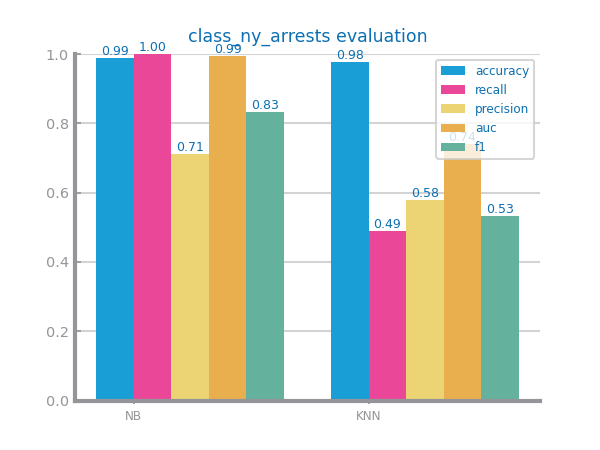 class_ny_arrests evaluation
1.0
0.8
0.6
0.4
0.2
0.0
0.99
1.00
0.71
0.99
0.83
0.98
0.49
0.58
0.74
0.53
accuracy
recall
precision
auc
f1
NB
KNN